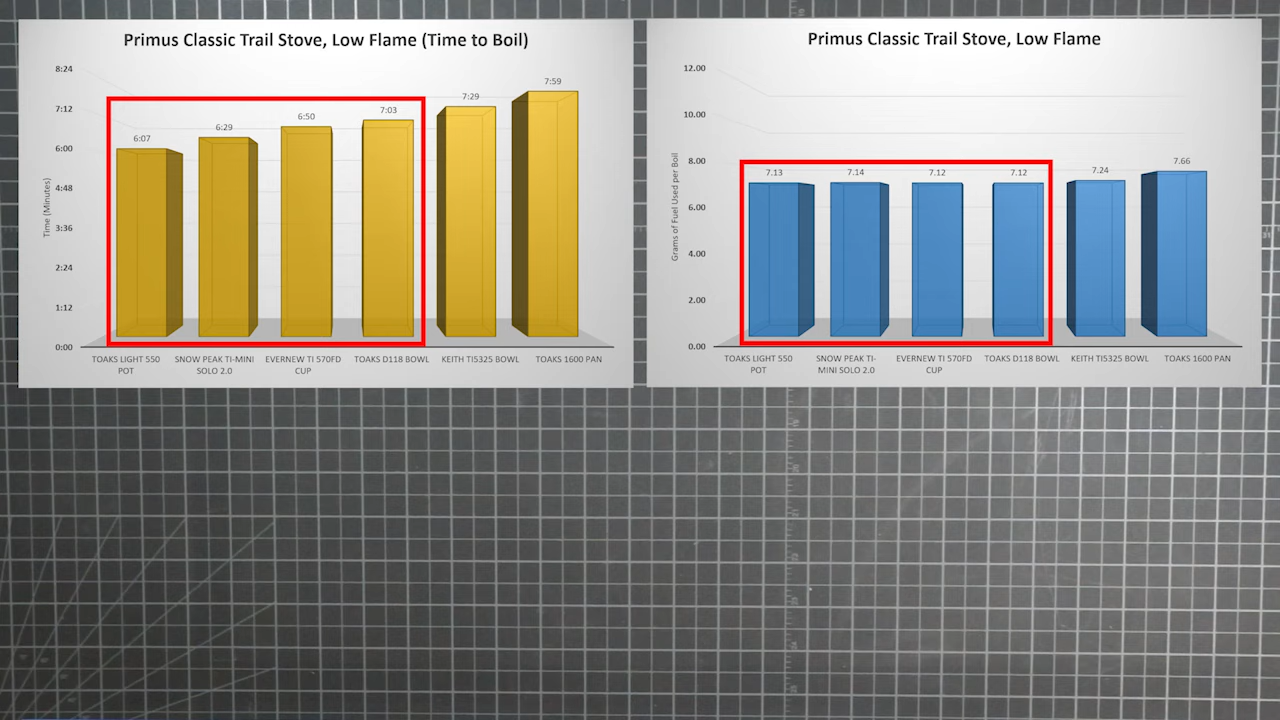 Primus Classic Trail Stove, Low Flame (Time to Boil)
8:24
7:12
6:00
4:48
3:36
2:24
1:12
0:00
Time (Minutes)
6:07
6:29
6:50
7:03
7:29
7:59
TOAKS LIGHT 550
POT
SNOW PEAK TI-MINI
SOLO 2.0
EVERNEW TI 570FD
CUP
TOAKS D118 BOWL
KEITH TI5325 BOWL
TOAKS 1600 PAN
Primus Classic Trail Stove, Low Flame
12.00
10.00
8.00
6.00
4.00
2.00
0.00
Grams of Fuel Used per Boil
7.13
7.14
7.12
7.12
7.24
7.66
TOAKS LIGHT 550
POT
SNOW PEAK TI-
MINI SOLO 2.0
EVERNEW TI 570FD
CUP
TOAKS D118 BOWL
KEITH TI5325 BOWL
TOAKS 1600 PAN